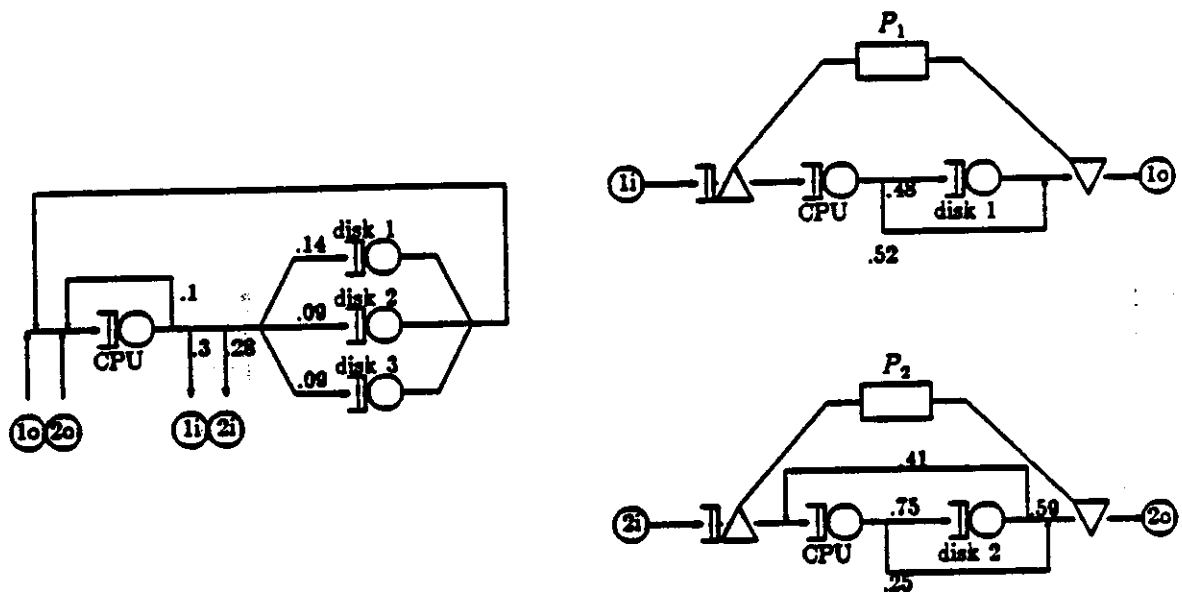 disk 1
.14
.1
disk 2
.09
CPU
.3
.28
disk 3
.09
1o
2o
1i
2i
P₁
1i
CPU
.48
disk 1
.52
1o
P₂
.41
2i
CPU
.75
disk 2
.59
.25
2o